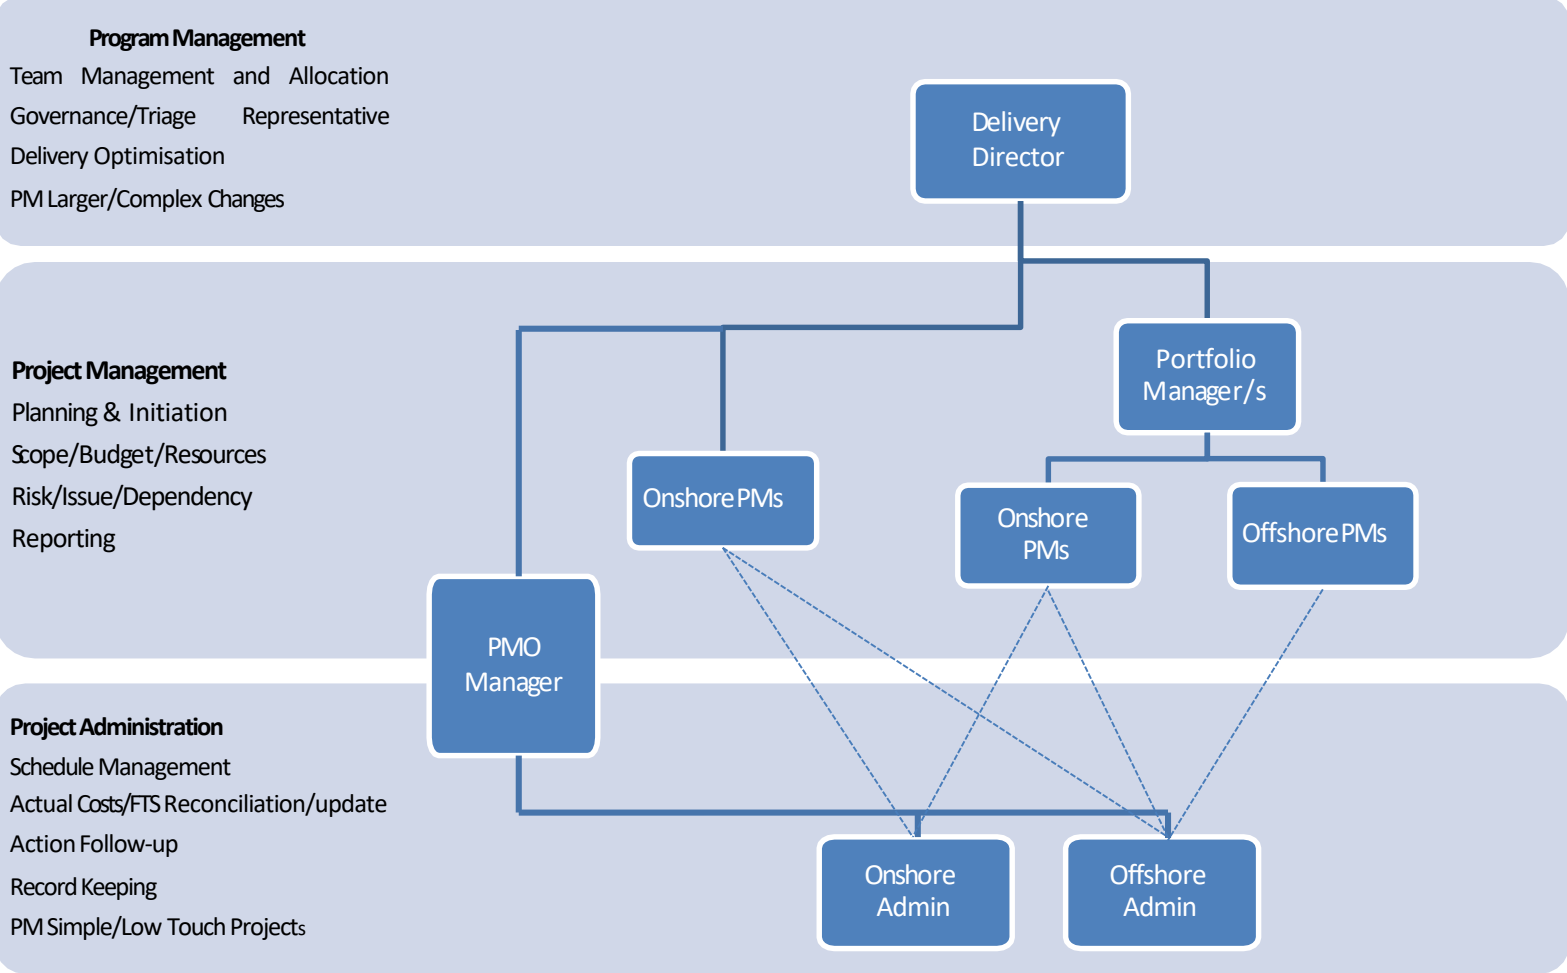 Program Management
Team Management and Allocation
Governance/Triage Representative
Delivery Optimisation
PM Larger/Complex Changes
Delivery
Director
Project Management
Planning & Initiation
Scope/Budget/Resources
Risk/Issue/Dependency
Reporting
Portfolio
Manager/s
Onshore PMs
Onshore
PMs
Offshore PMs
PMO
Manager
Project Administration
Schedule Management
Actual Costs/FTS Reconciliation/update
Action Follow-up
Record Keeping
PM Simple/Low Touch Projects
Onshore
Admin
Offshore
Admin